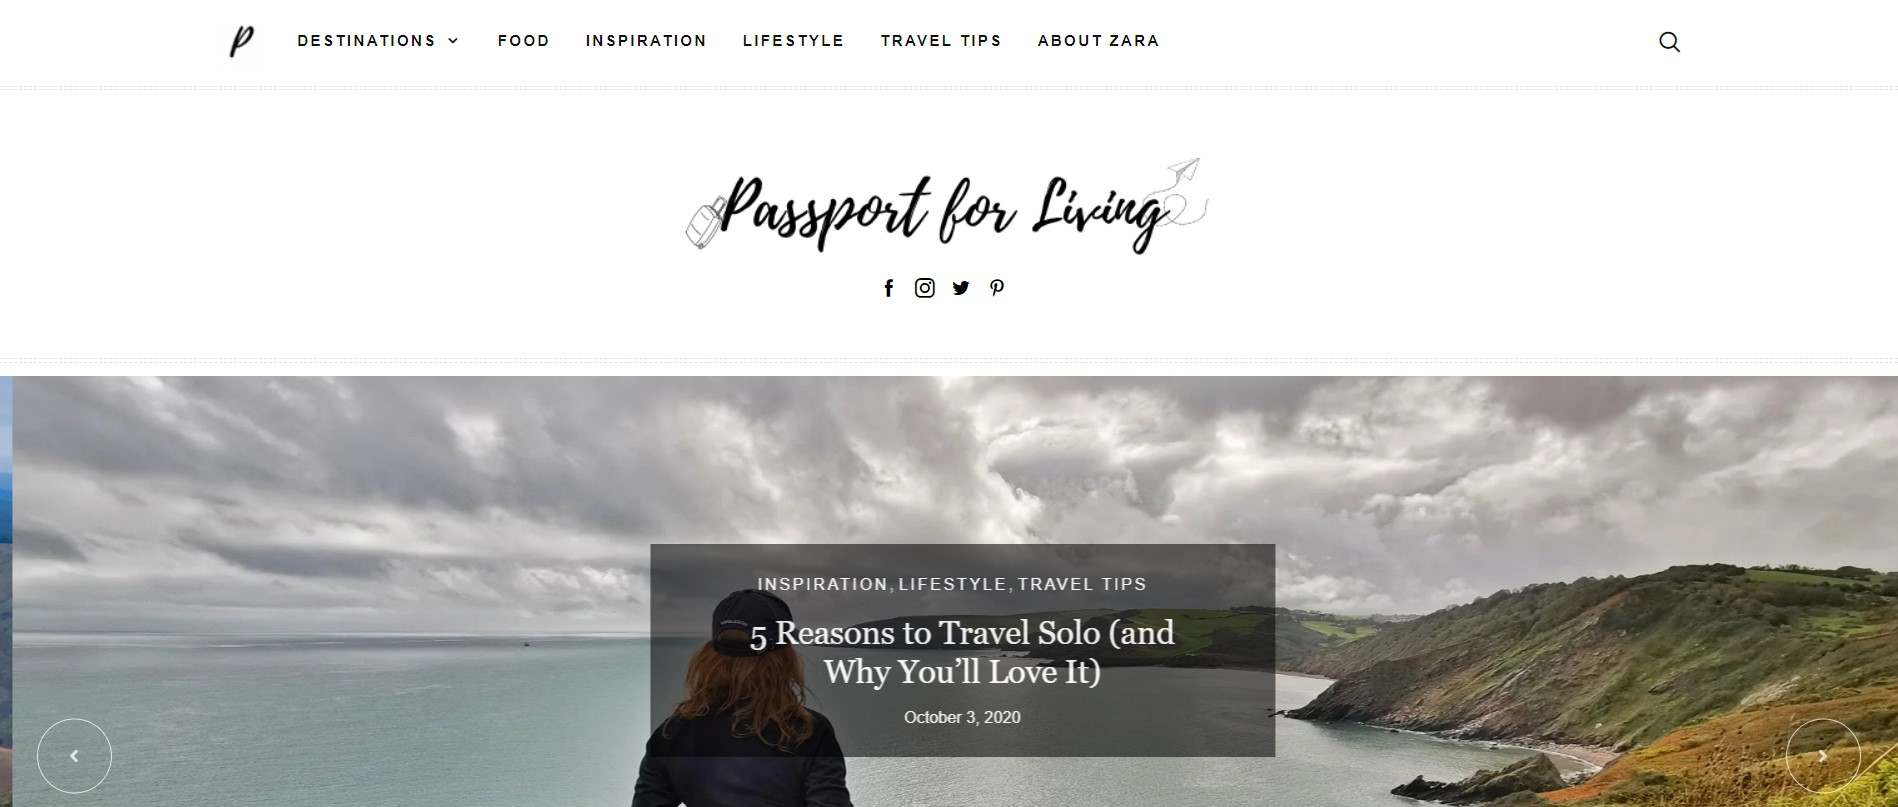 P DESTINATIONS FOOD INSPIRATION LIFESTYLE TRAVEL TIPS ABOUT ZARA
Passport for Living
INSPIRATION, LIFESTYLE, TRAVEL TIPS
5 Reasons to Travel Solo (and
Why You’ll Love It)
October 3, 2020